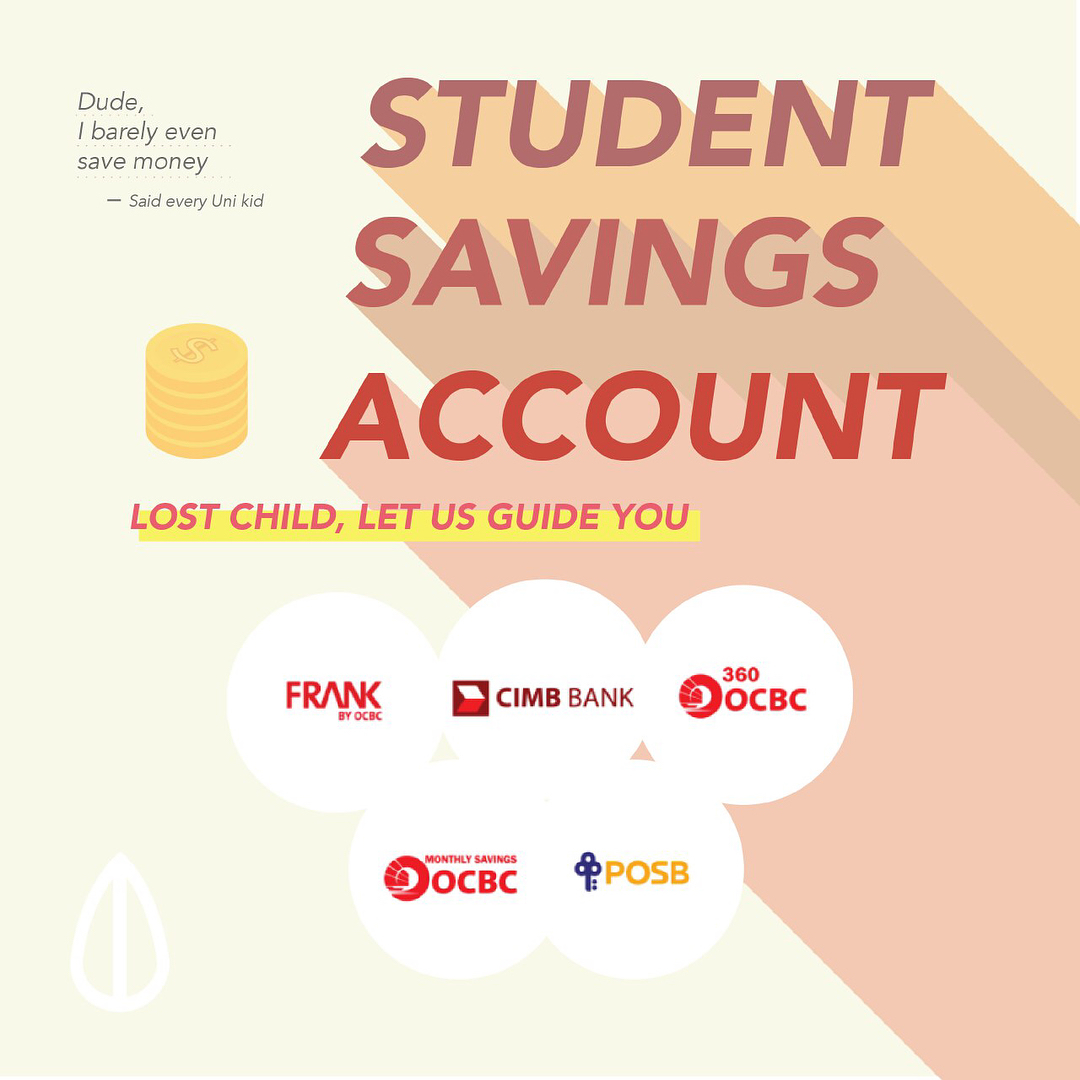 Dude,
I barely even
save money
— Said every Uni kid
STUDENT
SAVINGS
ACCOUNT
LOST CHILD, LET US GUIDE YOU
FRANK
BY OCBC
CIMB BANK
360
OCBC
MONTHLY SAVINGS
OCBC
POSB